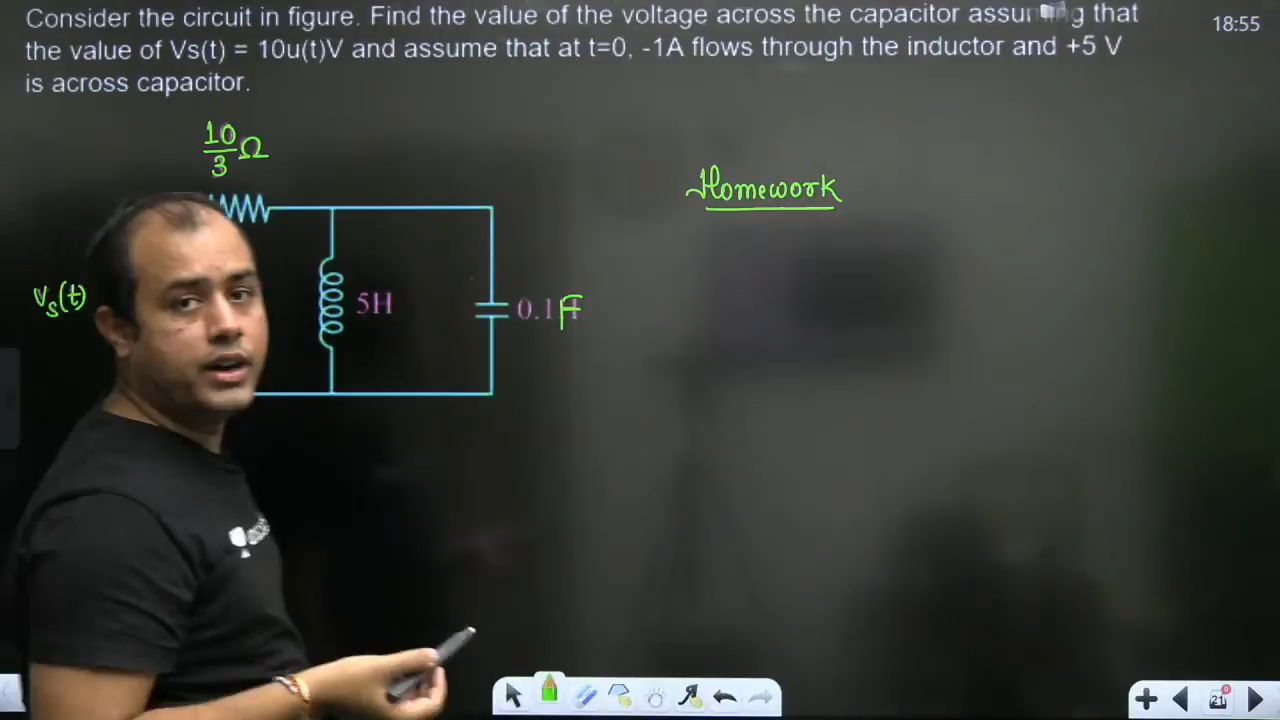 Consider the circuit in figure. Find the value of the voltage across the capacitor assuming that
the value of Vs(t) = 10u(t)V and assume that at t=0, -1A flows through the inductor and +5 V
is across capacitor.
18:55
10/3 Ω
Homework
Vs(t)
5H
0.1F
21